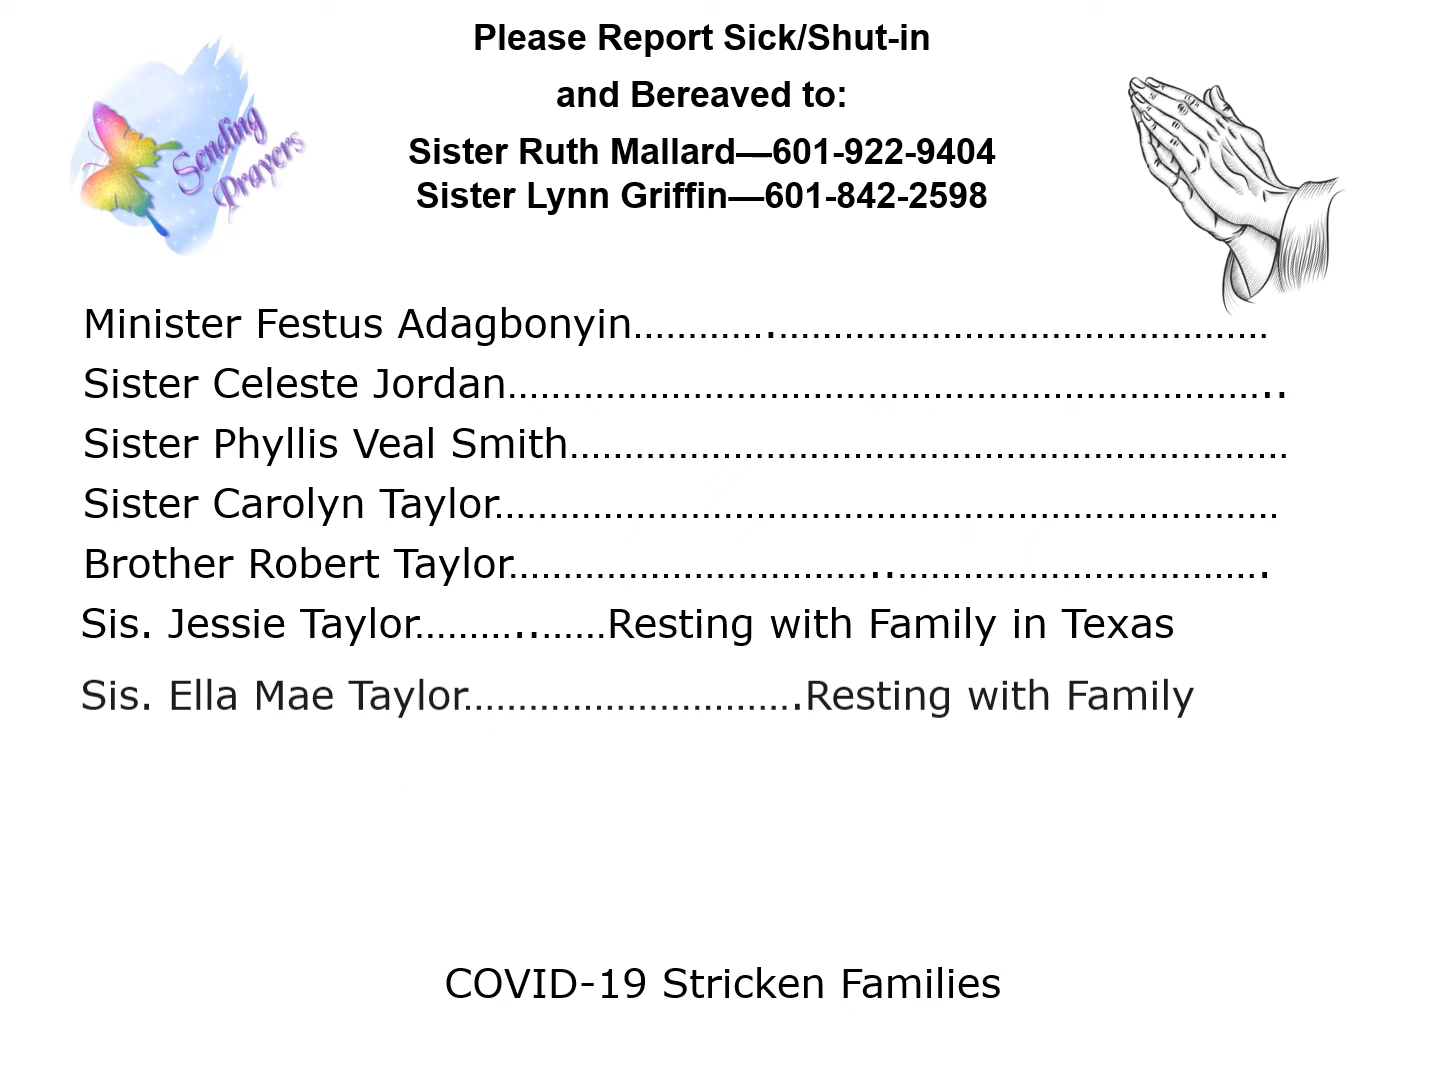 Please Report Sick/Shut-in
and Bereaved to:
Sister Ruth Mallard—601-922-9404
Sister Lynn Griffin—601-842-2598
Sending
Prayers
Minister Festus Adagbonyin………….……………………………………………
Sister Celeste Jordan……………………………………………………………..
Sister Phyllis Veal Smith…………………………………………………………
Sister Carolyn Taylor………………………………………………………………
Brother Robert Taylor……………………………..…………………………….
Sis. Jessie Taylor………..……Resting with Family in Texas
Sis. Ella Mae Taylor………………………….Resting with Family
COVID-19 Stricken Families